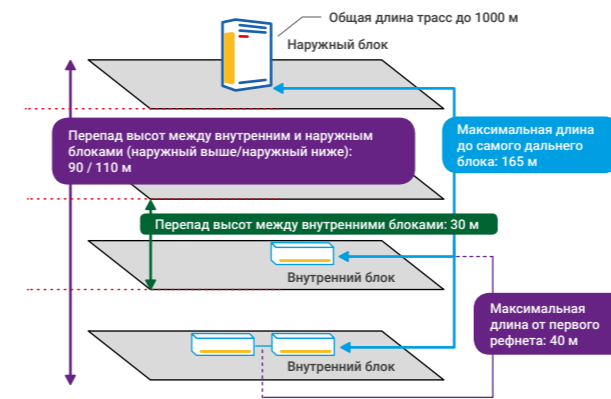 Общая длина трасс до 1000 м
Наружный блок
Перепад высот между внутренним и наружным
блоками (наружный выше/наружный ниже):
90 / 110 м
Максимальная длина
до самого дальнего
блока: 165 м
Перепад высот между внутренними блоками: 30 м
Внутренний блок
Максимальная
длина от первого
рефнета: 40 м
Внутренний блок